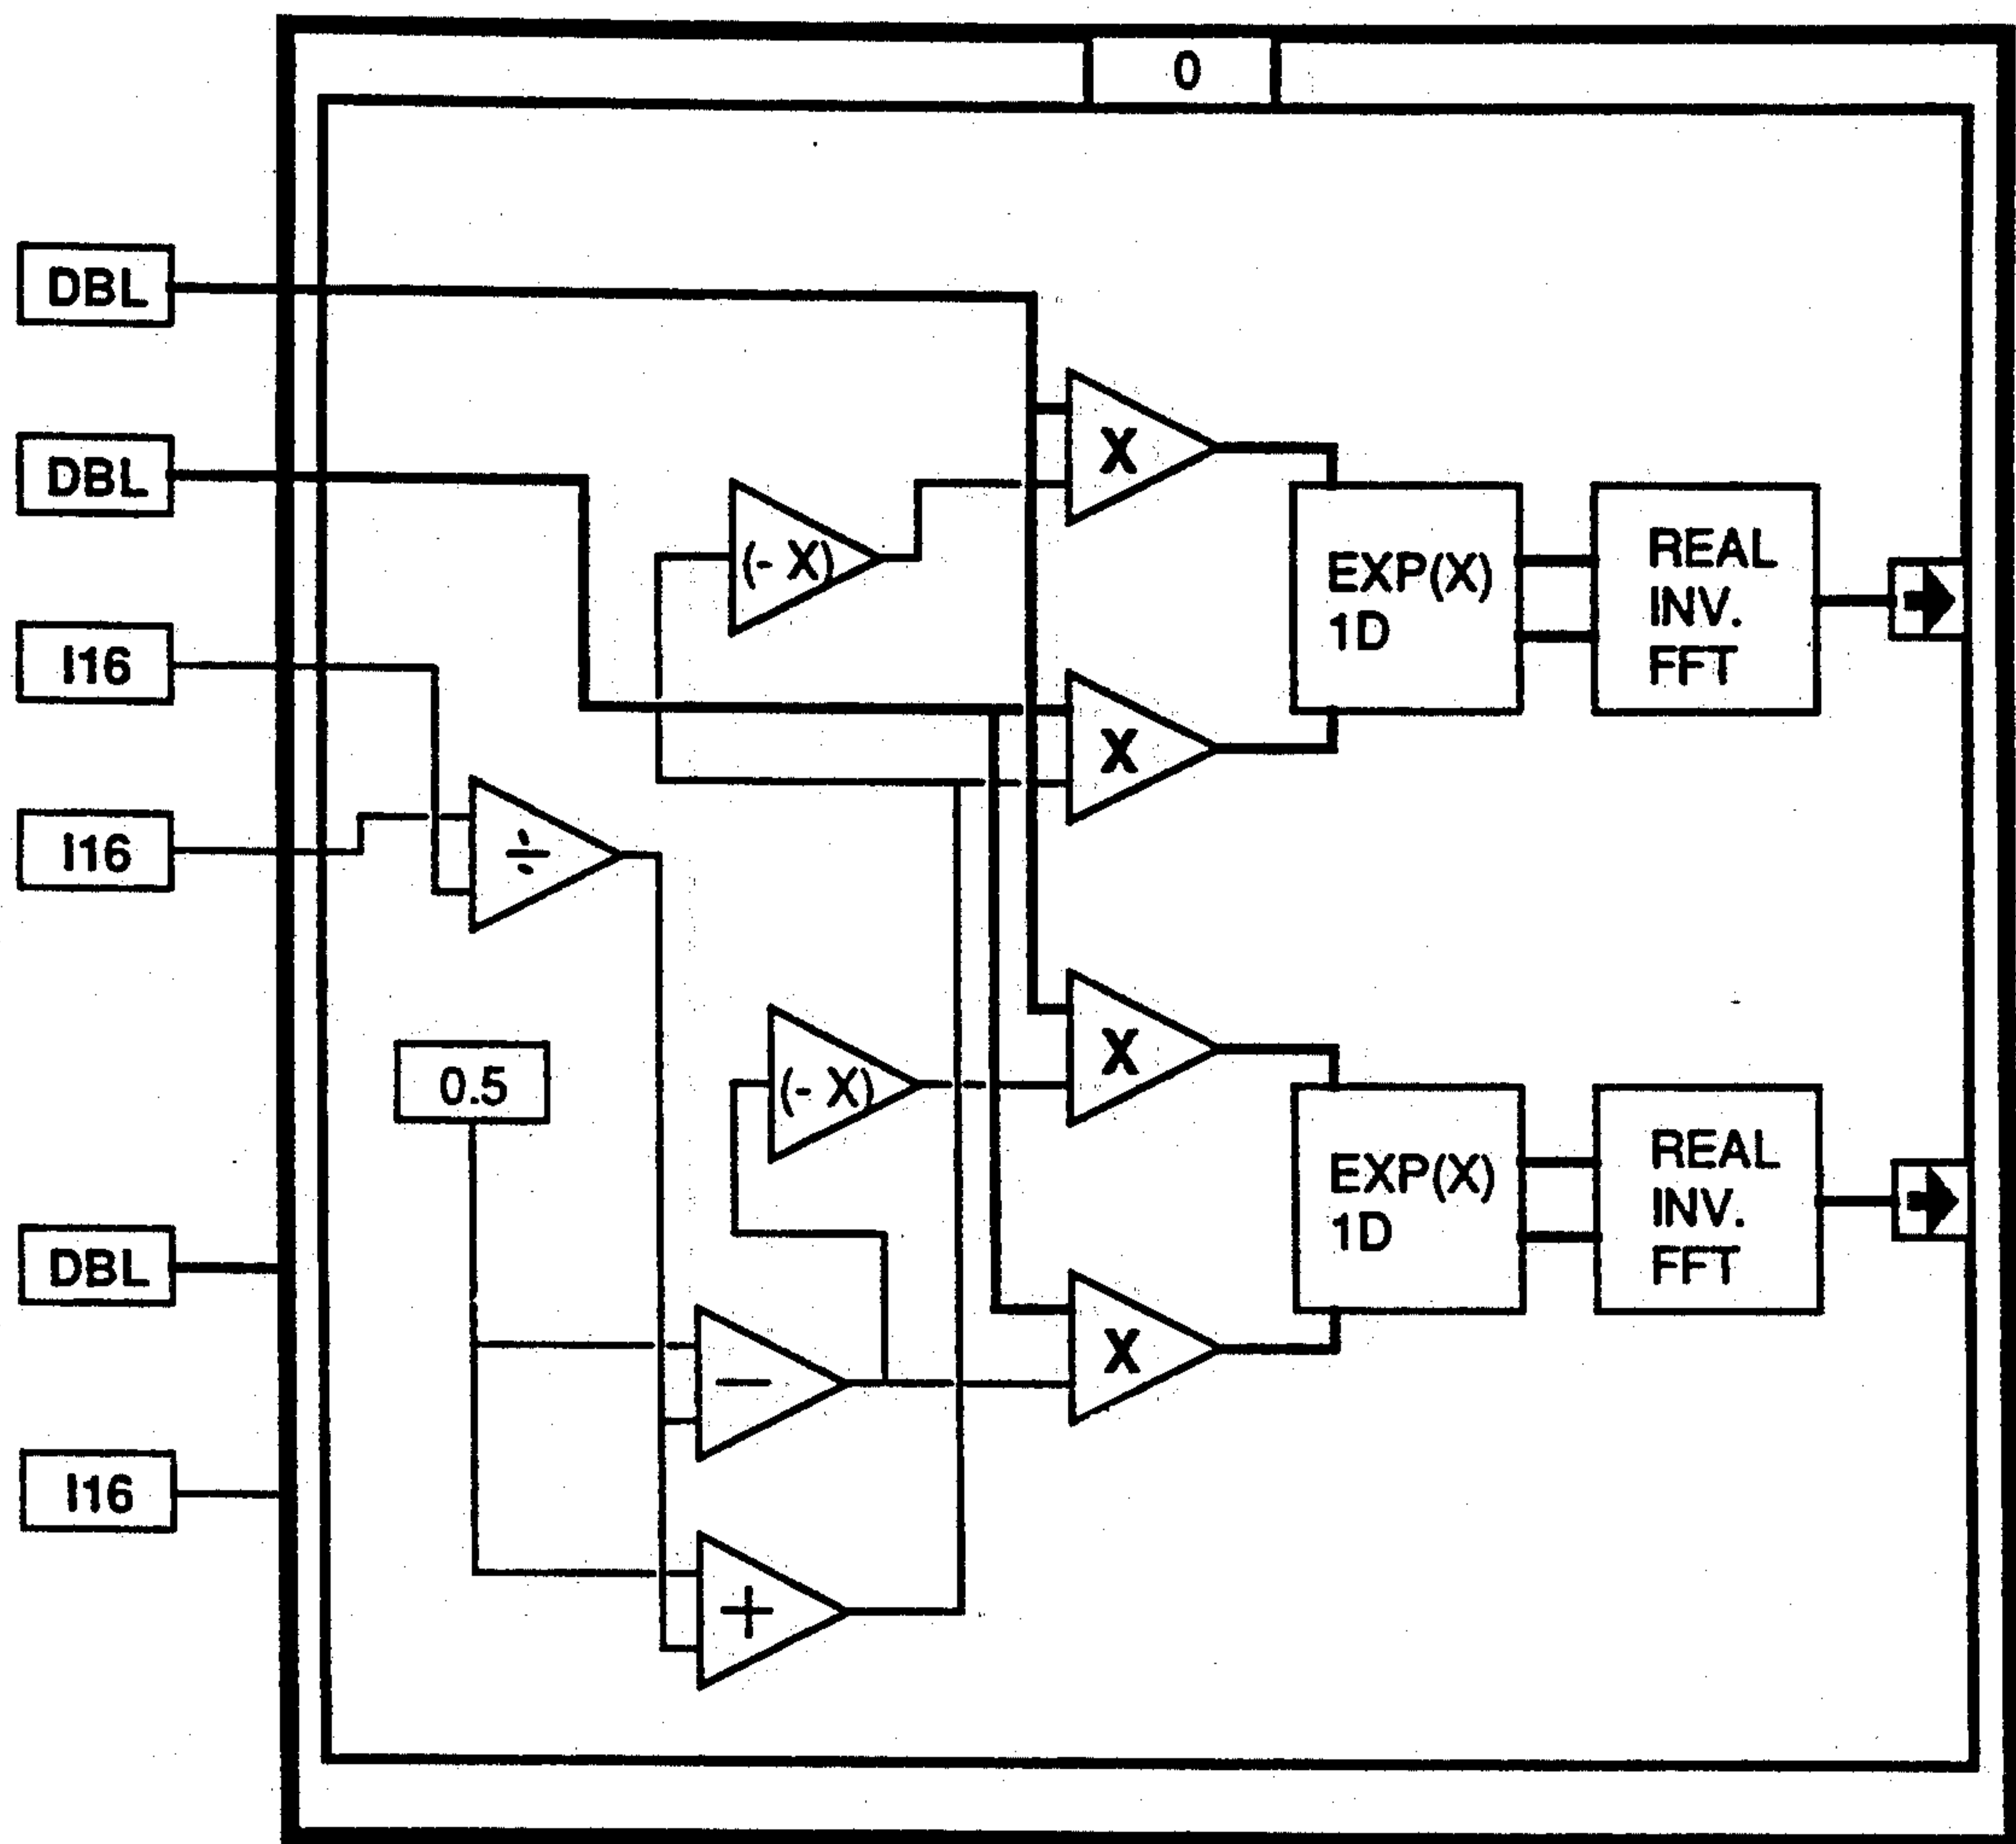 0
DBL
DBL
I16
I16
DBL
I16
0.5
÷
(- X)
(- X)
−
+
X
X
X
X
EXP(X)
1D
REAL
INV.
FFT
EXP(X)
1D
REAL
INV.
FFT